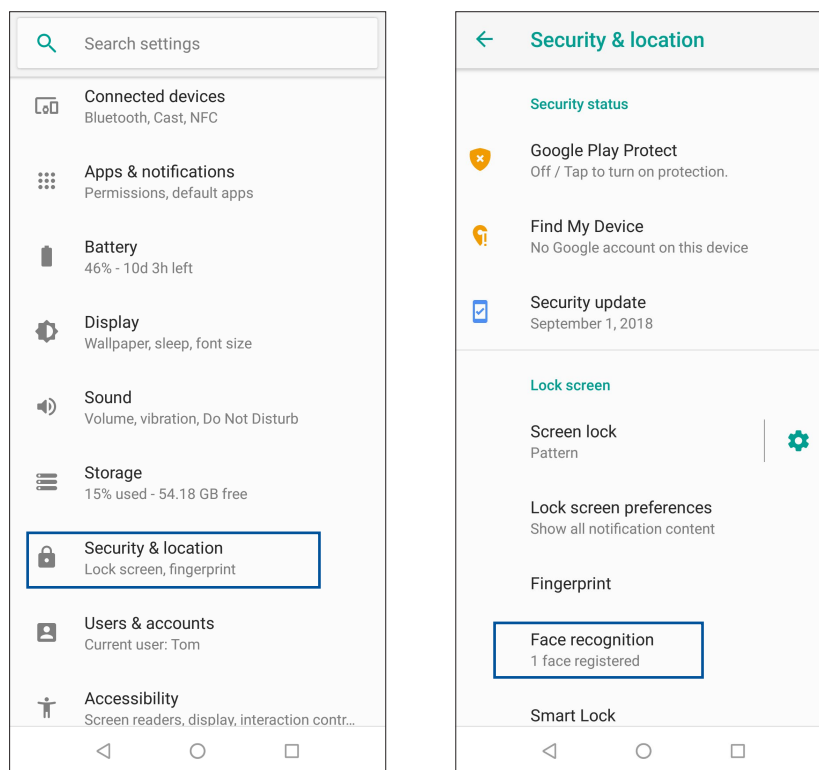 Search settings
Connected devices
Bluetooth, Cast, NFC
Apps & notifications
Permissions, default apps
Battery
46% - 10d 3h left
Display
Wallpaper, sleep, font size
Sound
Volume, vibration, Do Not Disturb
Storage
15% used - 54.18 GB free
Security & location
Lock screen, fingerprint
Users & accounts
Current user: Tom
Accessibility
Screen readers, display, interaction contr...
Security & location
Security status
Google Play Protect
Off / Tap to turn on protection.
Find My Device
No Google account on this device
Security update
September 1, 2018
Lock screen
Screen lock
Pattern
Lock screen preferences
Show all notification content
Fingerprint
Face recognition
1 face registered
Smart Lock